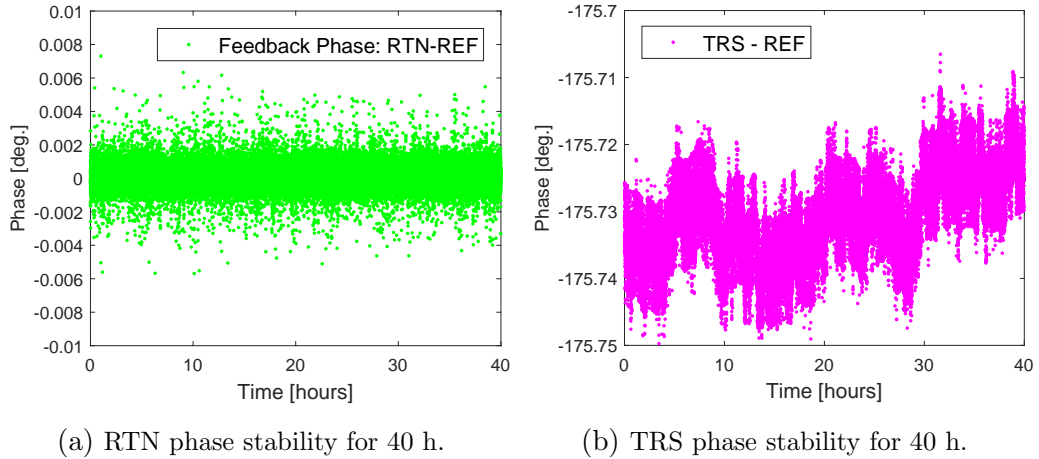 0.01
0.008
0.006
0.004
0.002
0
-0.002
-0.004
-0.006
-0.008
-0.01
Phase [deg.]
Feedback Phase: RTN-REF
0 10 20 30 40
Time [hours]
(a) RTN phase stability for 40 h.
-175.7
-175.71
-175.72
-175.73
-175.74
-175.75
Phase [deg.]
TRS - REF
0 10 20 30 40
Time [hours]
(b) TRS phase stability for 40 h.